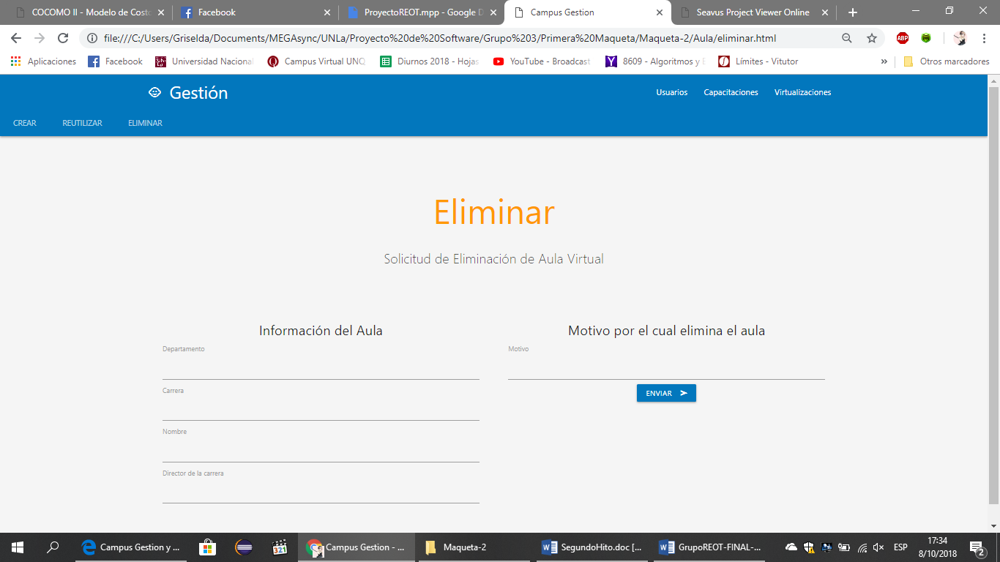 COCOMO II - Modelo de Costo
Facebook
ProyectoREOT.mpp - Google D
Campus Gestion
Seavus Project Viewer Online
file:///C:/Users/Griselda/Documents/MEGAsync/UNLa/Proyecto%20de%20Software/Grupo%203/Primera%20Maqueta/Maqueta-2/Aula/eliminar.html
ABP
Aplicaciones
Facebook
Universidad Nacional
Campus Virtual UNQ
Diurnos 2018 - Hojas
YouTube - Broadcast
8609 - Algoritmos y E
Límites - Vitutor
»
Otros marcadores
Gestión
Usuarios
Capacitaciones
Virtualizaciones
CREAR
REUTILIZAR
ELIMINAR
Eliminar
Solicitud de Eliminación de Aula Virtual
Información del Aula
Departamento
Carrera
Nombre
Director de la carrera
Motivo por el cual elimina el aula
Motivo
ENVIAR
Campus Gestion y ...
321
Campus Gestion - ...
Maqueta-2
SegundoHito.doc [...
GrupoREOT-FINAL-...
ESP
17:34
8/10/2018
2